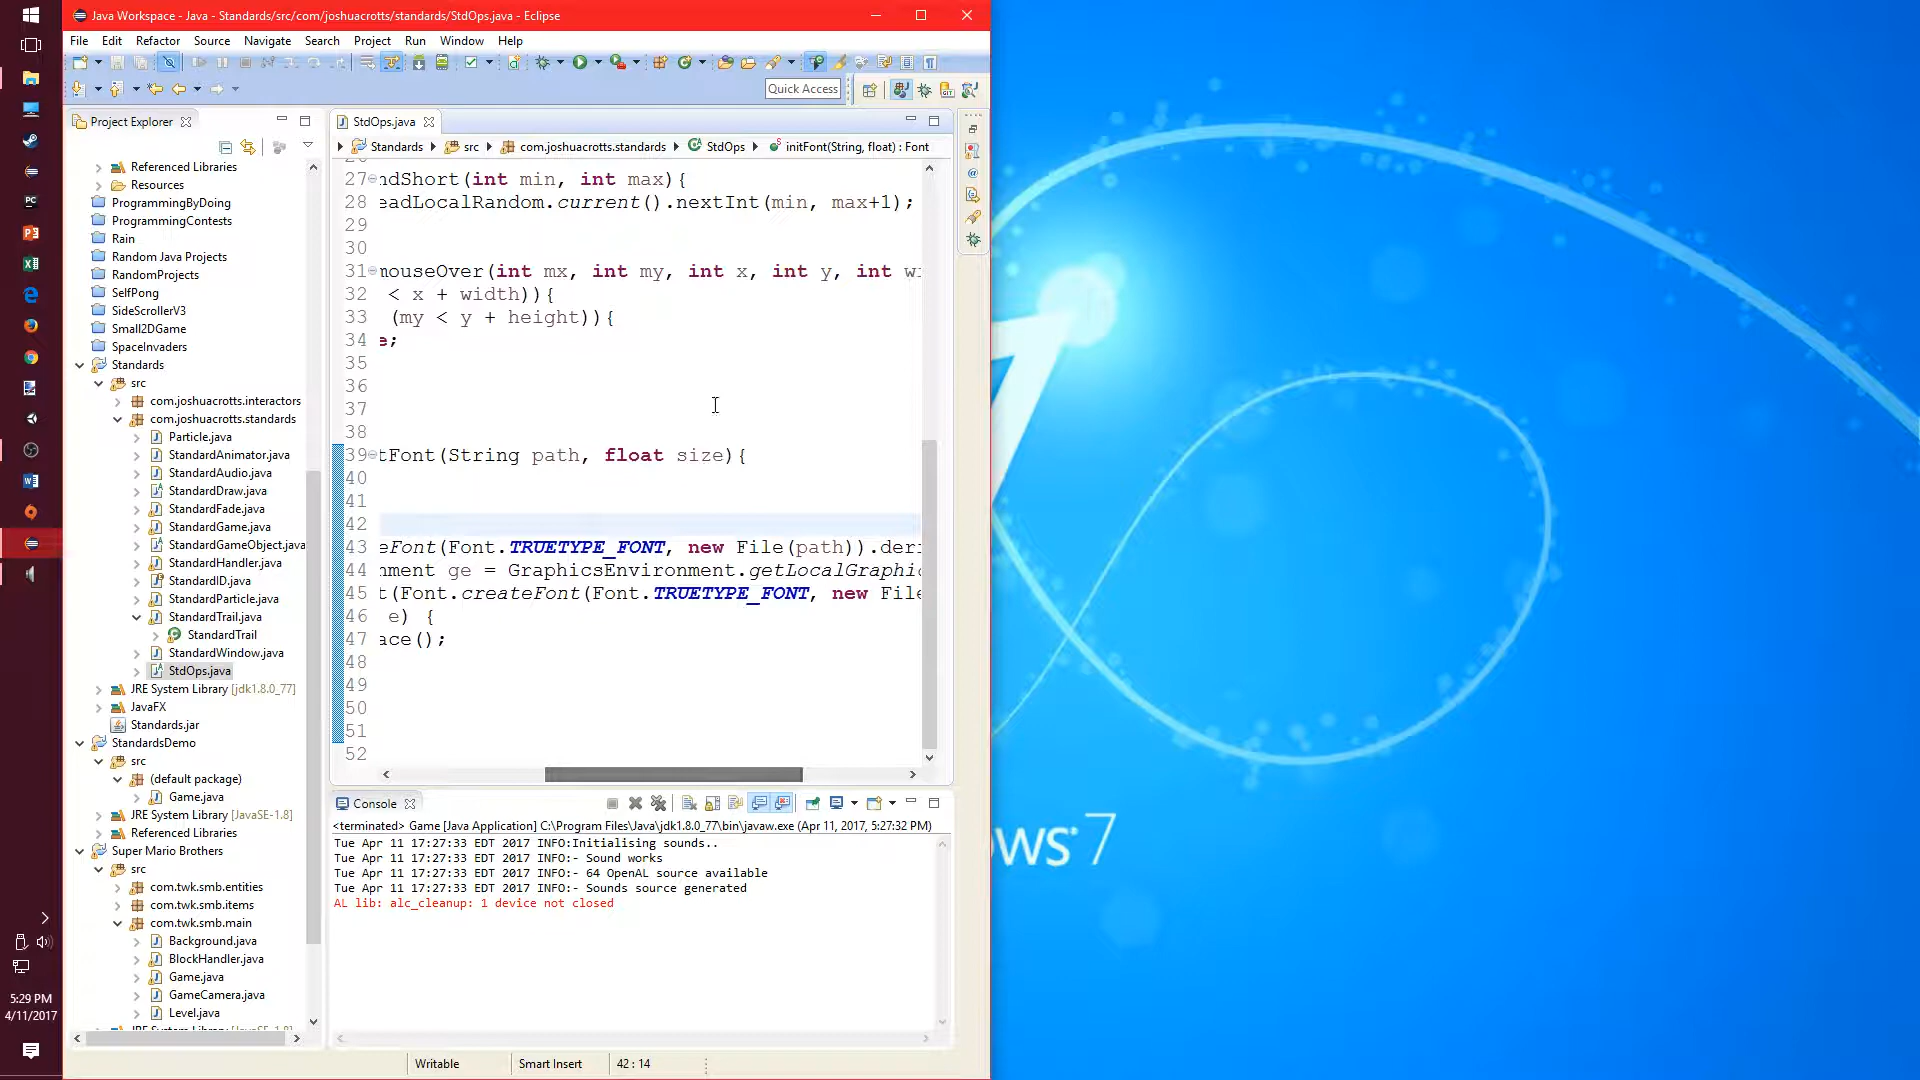 Java Workspace - Java - Standards/src/com/joshuacrotts/standards/StdOps.java - Eclipse
File Edit Refactor Source Navigate Search Project Run Window Help
Quick Access
Project Explorer
Referenced Libraries
Resources
ProgrammingByDoing
ProgrammingContests
Rain
Random Java Projects
RandomProjects
SelfPong
SideScrollerV3
Small2DGame
SpaceInvaders
Standards
src
com.joshuacrotts.interactors
com.joshuacrotts.standards
Particle.java
StandardAnimator.java
StandardAudio.java
StandardDraw.java
StandardFade.java
StandardGame.java
StandardGameObject.java
StandardHandler.java
StandardID.java
StandardParticle.java
StandardTrail.java
StandardTrail
StandardWindow.java
StdOps.java
JRE System Library [jdk1.8.0_77]
JavaFX
Standards.jar
StandardsDemo
src
(default package)
Game.java
JRE System Library [JavaSE-1.8]
Referenced Libraries
Super Mario Brothers
src
com.twk.smb.entities
com.twk.smb.items
com.twk.smb.main
Background.java
BlockHandler.java
Game.java
GameCamera.java
Level.java
JRE System Library [JavaSE-1.8]
StdOps.java
Standards src com.joshuacrotts.standards StdOps initFont(String, float) : Font
26
27 ndShort(int min, int max){
28 eadLocalRandom.current().nextInt(min, max+1);
29
30
31 mouseOver(int mx, int my, int x, int y, int wi
32 < x + width)){
33 (my < y + height)){
34 e;
35
36
37
38
39 tFont(String path, float size){
40
41
42
43 eFont(Font.TRUETYPE_FONT, new File(path)).deri
44 nment ge = GraphicsEnvironment.getLocalGraphic
45 t(Font.createFont(Font.TRUETYPE_FONT, new File
46 e) {
47 ace();
48
49
50
51
52
Console
<terminated> Game [Java Application] C:\Program Files\Java\jdk1.8.0_77\bin\javaw.exe (Apr 11, 2017, 5:27:32 PM)
Tue Apr 11 17:27:33 EDT 2017 INFO:Initialising sounds..
Tue Apr 11 17:27:33 EDT 2017 INFO:- Sound works
Tue Apr 11 17:27:33 EDT 2017 INFO:- 64 OpenAL source available
Tue Apr 11 17:27:33 EDT 2017 INFO:- Sounds source generated
AL lib: alc_cleanup: 1 device not closed
Writable Smart Insert 42 : 14
5:29 PM
4/11/2017
ows 7